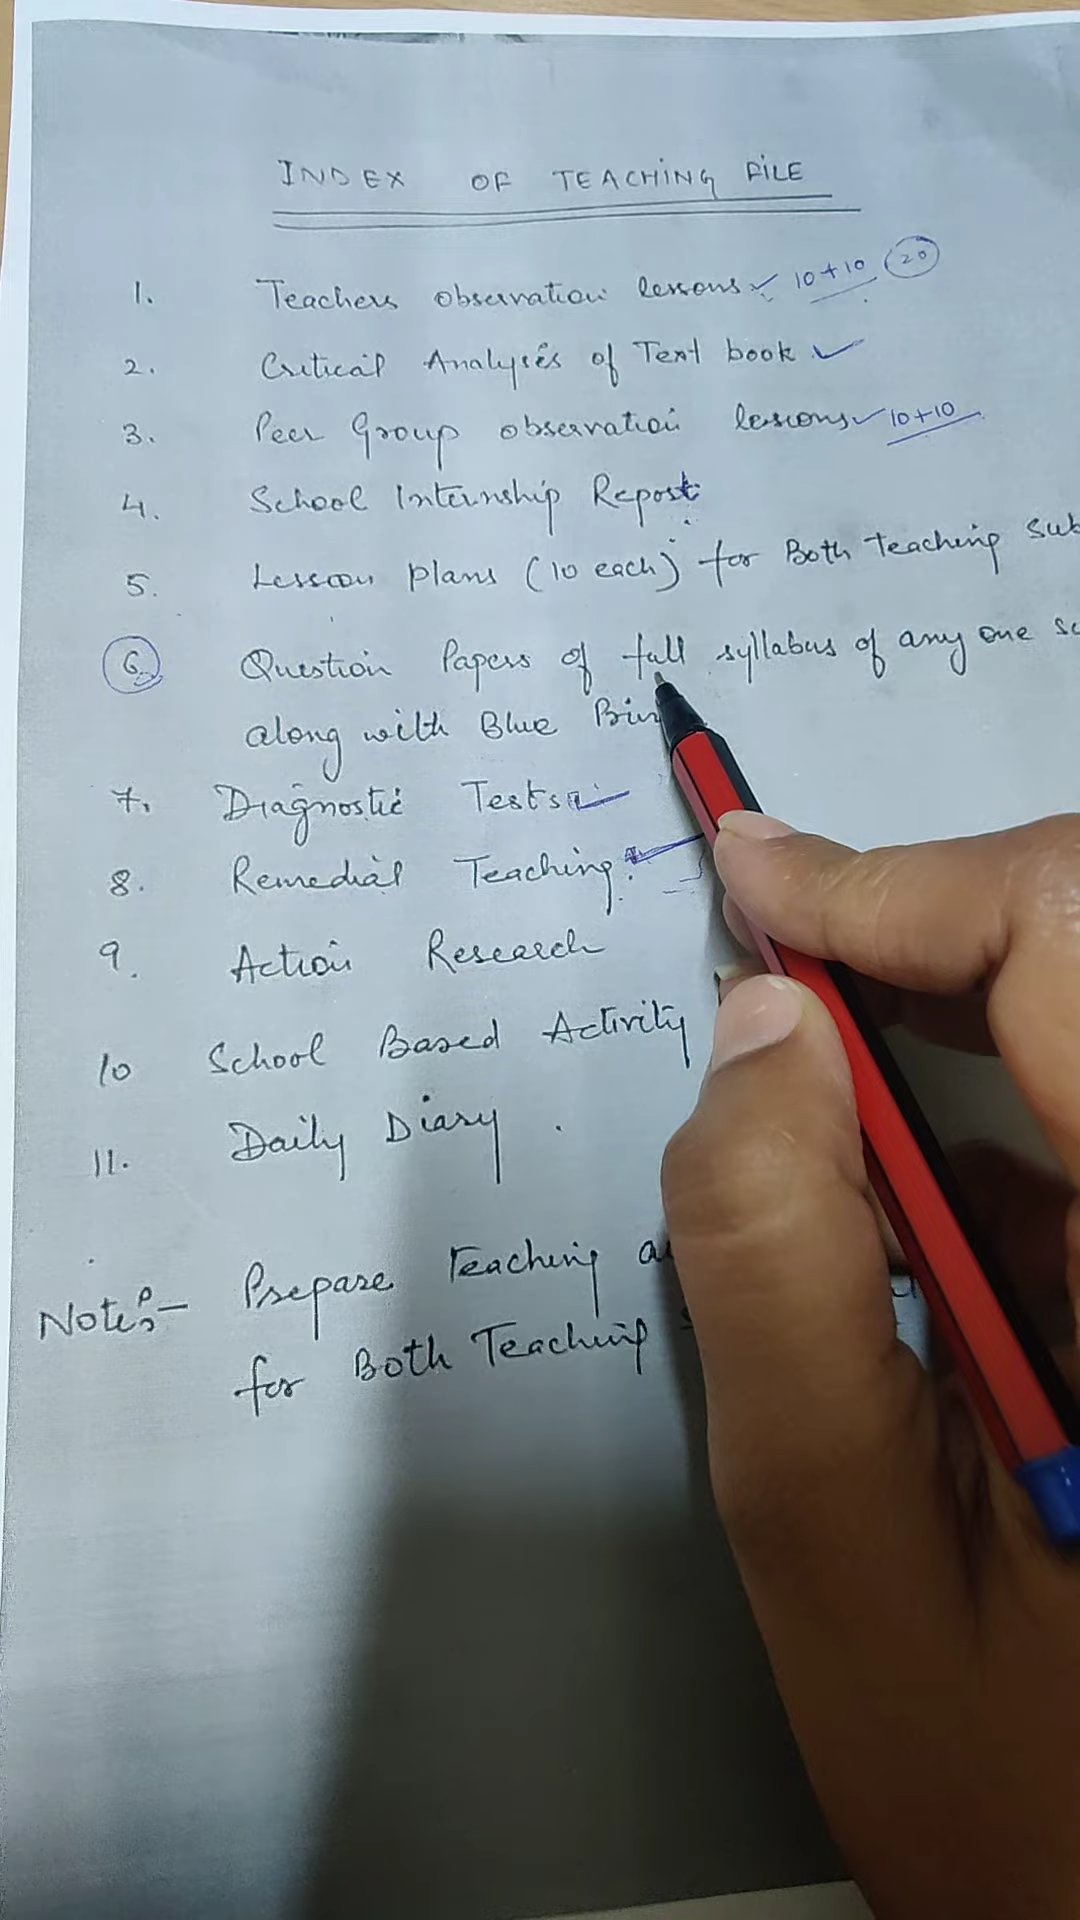 INDEX OF TEACHING FILE
1. Teachers observation lessons ✓ 10+10 20
2. Critical Analysis of Text book ✓
3. Peer Group observation lessons ✓ 10+10
4. School Internship Report
5. Lesson plans (10 each) for Both Teaching Sub
6. Question Papers of full syllabus of any one
along with Blue
7. Diagnostic Tests
8. Remedial Teaching.
9. Action Research
10 School Based Activity
11. Daily Diary.
Note:- Prepare Teaching
for Both Teaching